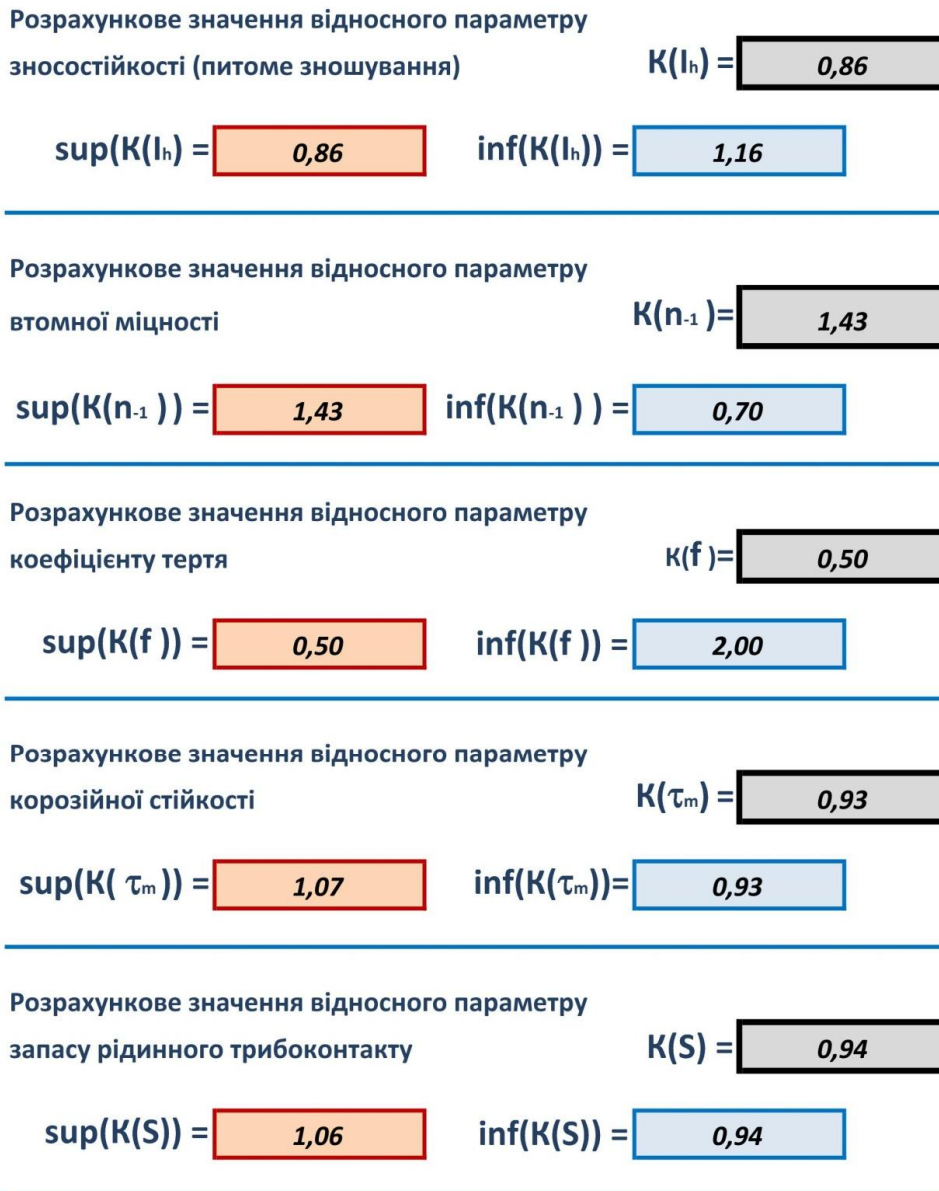 Розрахункове значення відносного параметру
зносостійкості (питоме зношування) K(Iₕ) = 0,86
sup(K(Iₕ) = 0,86 inf(K(Iₕ)) = 1,16
Розрахункове значення відносного параметру
втомної міцності K(n₋₁ )= 1,43
sup(K(n₋₁ )) = 1,43 inf(K(n₋₁ ) ) = 0,70
Розрахункове значення відносного параметру
коефіцієнту тертя K(f )= 0,50
sup(K(f )) = 0,50 inf(K(f )) = 2,00
Розрахункове значення відносного параметру
корозійної стійкості K(τₘ) = 0,93
sup(K( τₘ )) = 1,07 inf(K(τₘ))= 0,93
Розрахункове значення відносного параметру
запасу рідинного трибоконтакту K(S) = 0,94
sup(K(S)) = 1,06 inf(K(S)) = 0,94